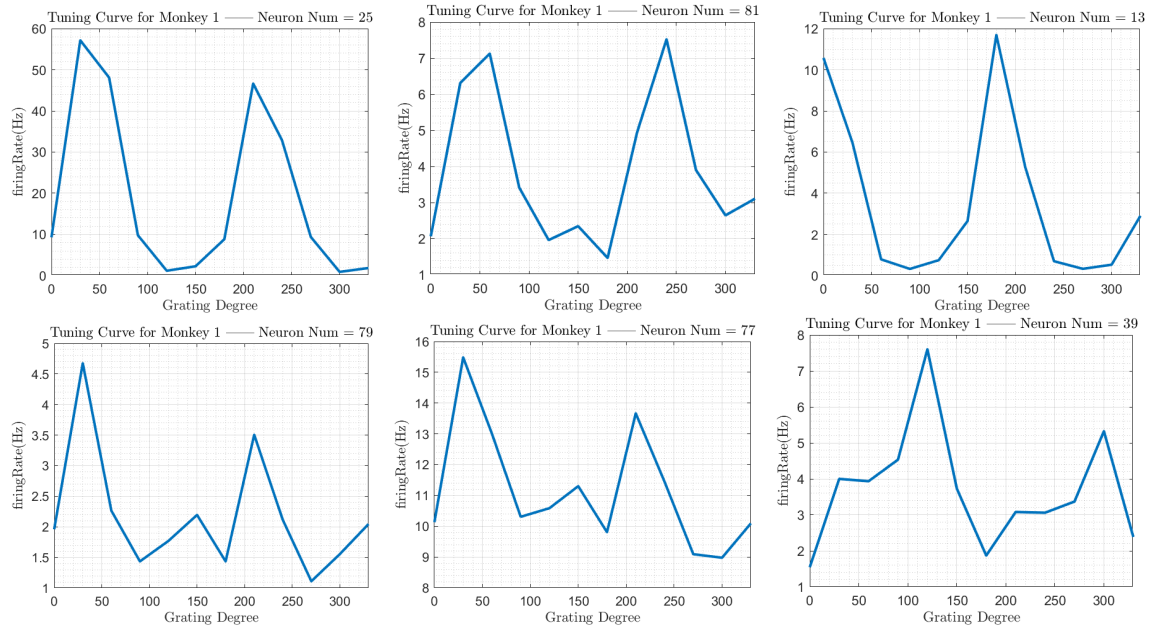 Tuning Curve for Monkey 1 —— Neuron Num = 25
60
50
40
30
20
10
0
firingRate(Hz)
0 50 100 150 200 250 300
Grating Degree
Tuning Curve for Monkey 1 —— Neuron Num = 81
8
7
6
5
4
3
2
1
firingRate(Hz)
0 50 100 150 200 250 300
Grating Degree
Tuning Curve for Monkey 1 —— Neuron Num = 13
12
10
8
6
4
2
0
firingRate(Hz)
0 50 100 150 200 250 300
Grating Degree
Tuning Curve for Monkey 1 —— Neuron Num = 79
5
4.5
4
3.5
3
2.5
2
1.5
1
firingRate(Hz)
0 50 100 150 200 250 300
Grating Degree
Tuning Curve for Monkey 1 —— Neuron Num = 77
16
15
14
13
12
11
10
9
8
firingRate(Hz)
0 50 100 150 200 250 300
Grating Degree
Tuning Curve for Monkey 1 —— Neuron Num = 39
8
7
6
5
4
3
2
1
firingRate(Hz)
0 50 100 150 200 250 300
Grating Degree